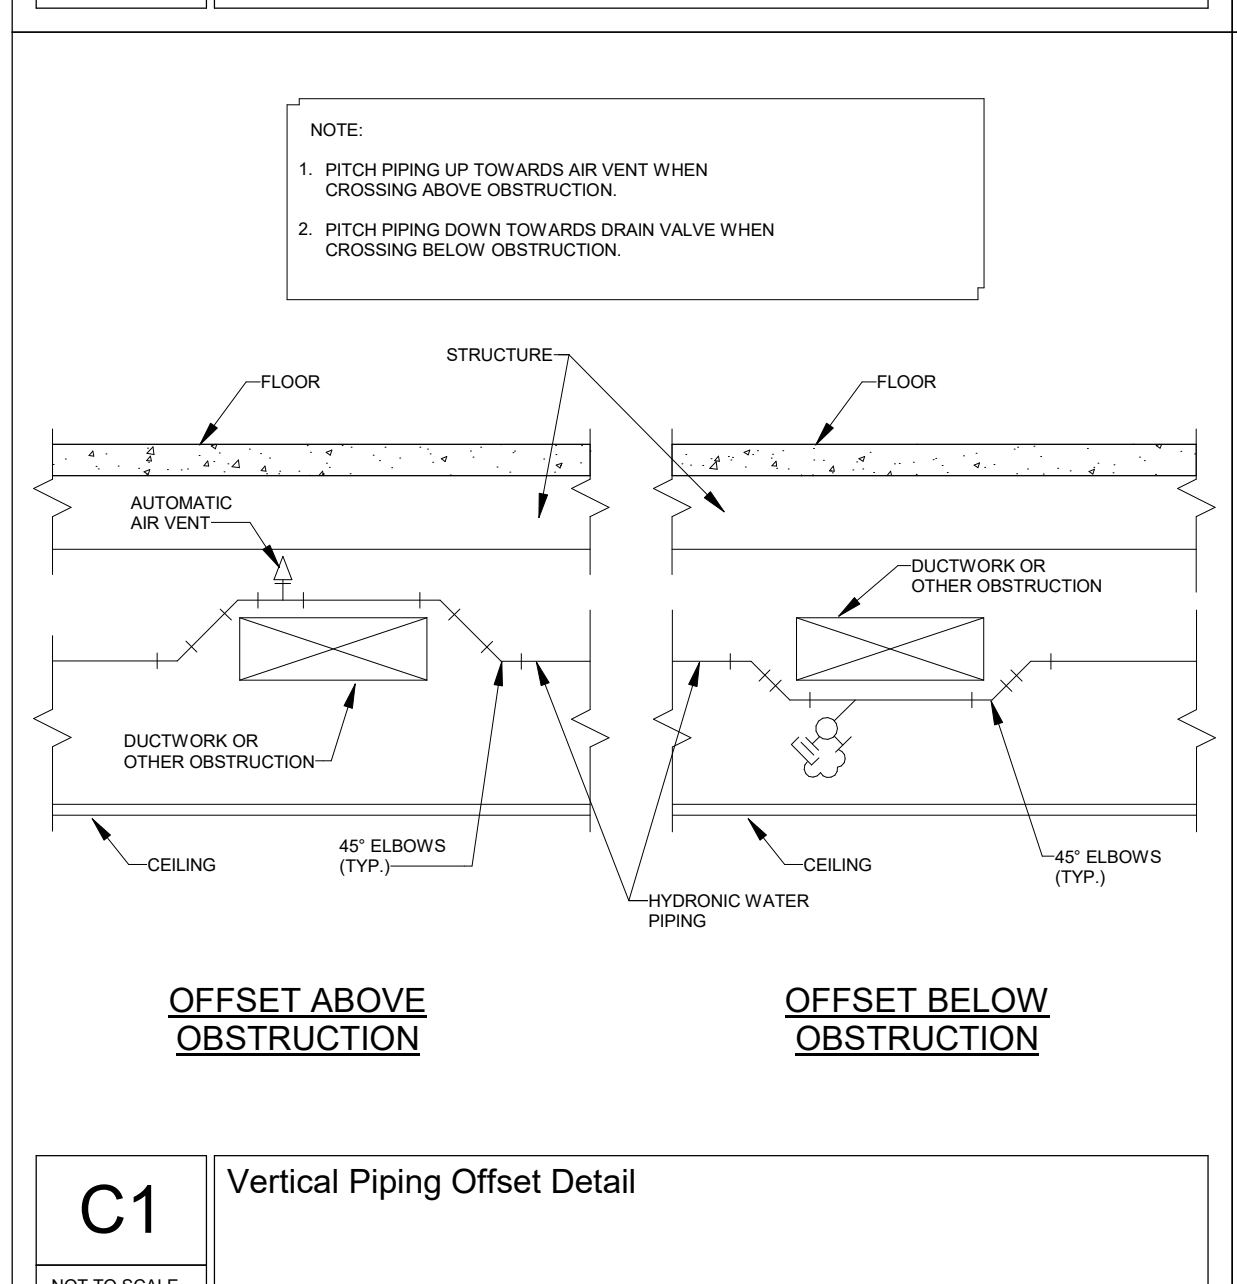 NOTE:
1. PITCH PIPING UP TOWARDS AIR VENT WHEN
CROSSING ABOVE OBSTRUCTION.
2. PITCH PIPING DOWN TOWARDS DRAIN VALVE WHEN
CROSSING BELOW OBSTRUCTION.
STRUCTURE
FLOOR
FLOOR
AUTOMATIC
AIR VENT
DUCTWORK OR
OTHER OBSTRUCTION
DUCTWORK OR
OTHER OBSTRUCTION
45° ELBOWS
(TYP.)
CEILING
CEILING
45° ELBOWS
(TYP.)
HYDRONIC WATER
PIPING
OFFSET ABOVE
OBSTRUCTION
OFFSET BELOW
OBSTRUCTION
C1
Vertical Piping Offset Detail
NOT TO SCALE